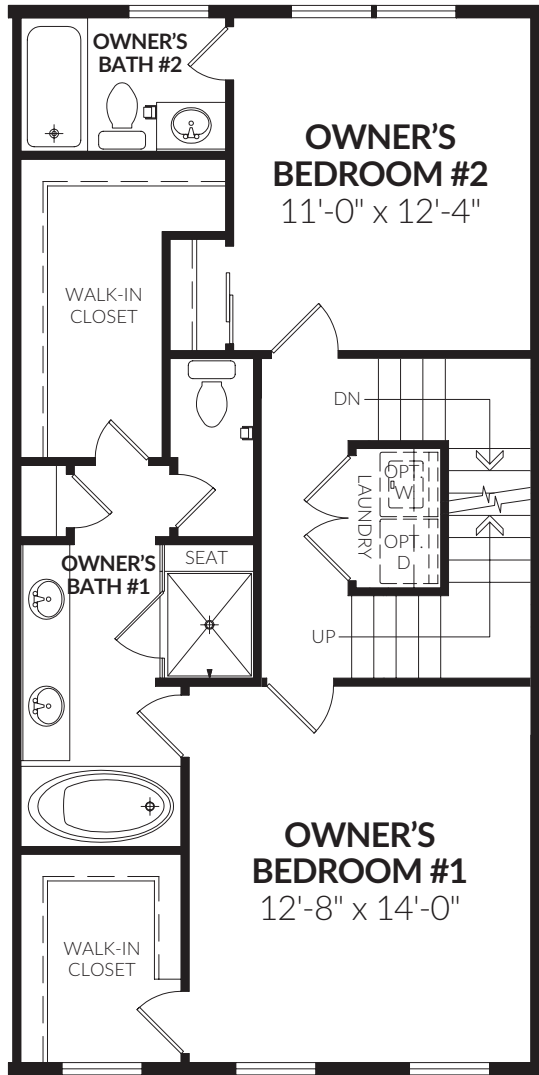 OWNER'S
BATH #2
OWNER'S
BEDROOM #2
11'-0" x 12'-4"
WALK-IN
CLOSET
DN
OPT.
W
LAUNDRY
OPT.
D
OWNER'S
BATH #1
SEAT
UP
OWNER'S
BEDROOM #1
12'-8" x 14'-0"
WALK-IN
CLOSET